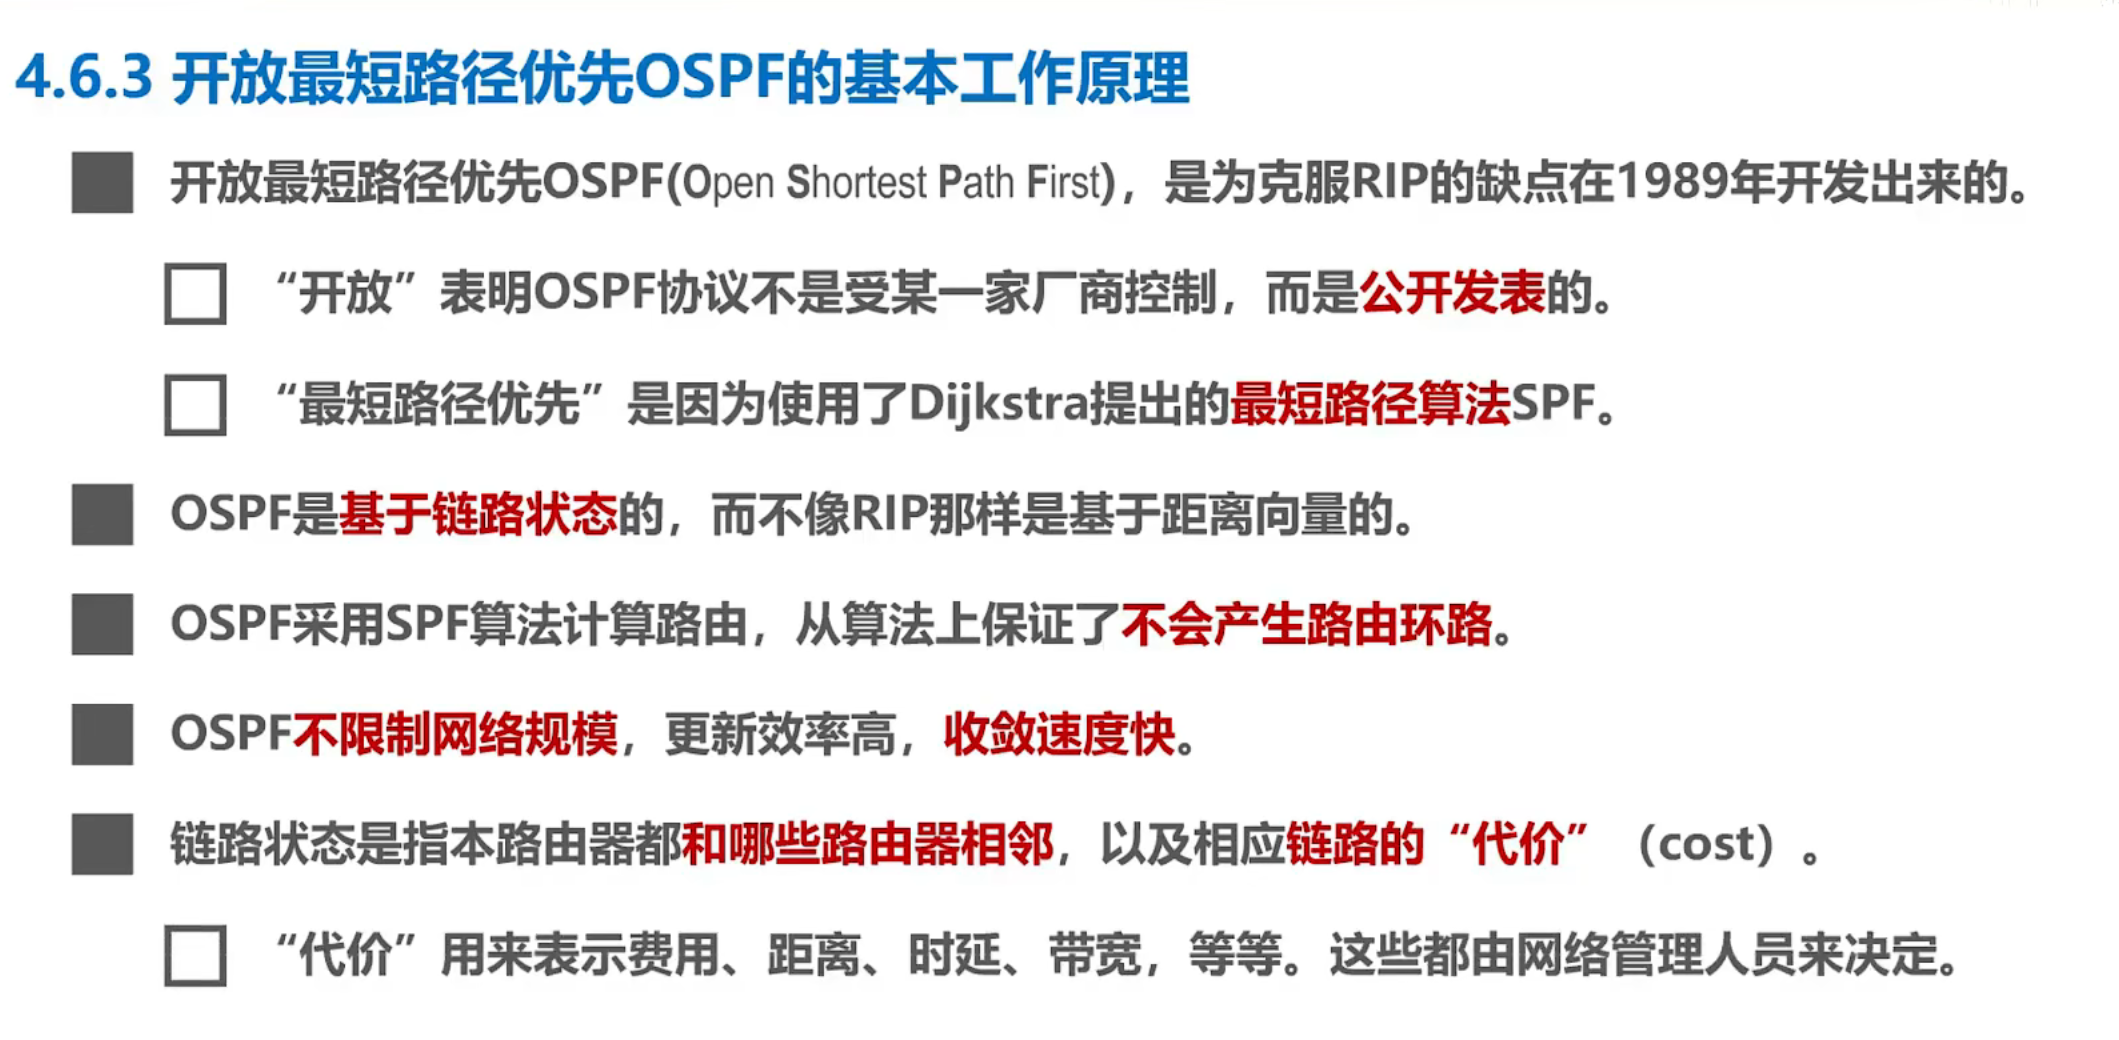 4.6.3 开放最短路径优先OSPF的基本工作原理
开放最短路径优先OSPF(Open Shortest Path First)，是为克服RIP的缺点在1989年开发出来的。
“开放”表明OSPF协议不是受某一家厂商控制，而是公开发表的。
“最短路径优先”是因为使用了Dijkstra提出的最短路径算法SPF。
OSPF是基于链路状态的，而不像RIP那样是基于距离向量的。
OSPF采用SPF算法计算路由，从算法上保证了不会产生路由环路。
OSPF不限制网络规模，更新效率高，收敛速度快。
链路状态是指本路由器都和哪些路由器相邻，以及相应链路的“代价”（cost）。
“代价”用来表示费用、距离、时延、带宽，等等。这些都由网络管理人员来决定。